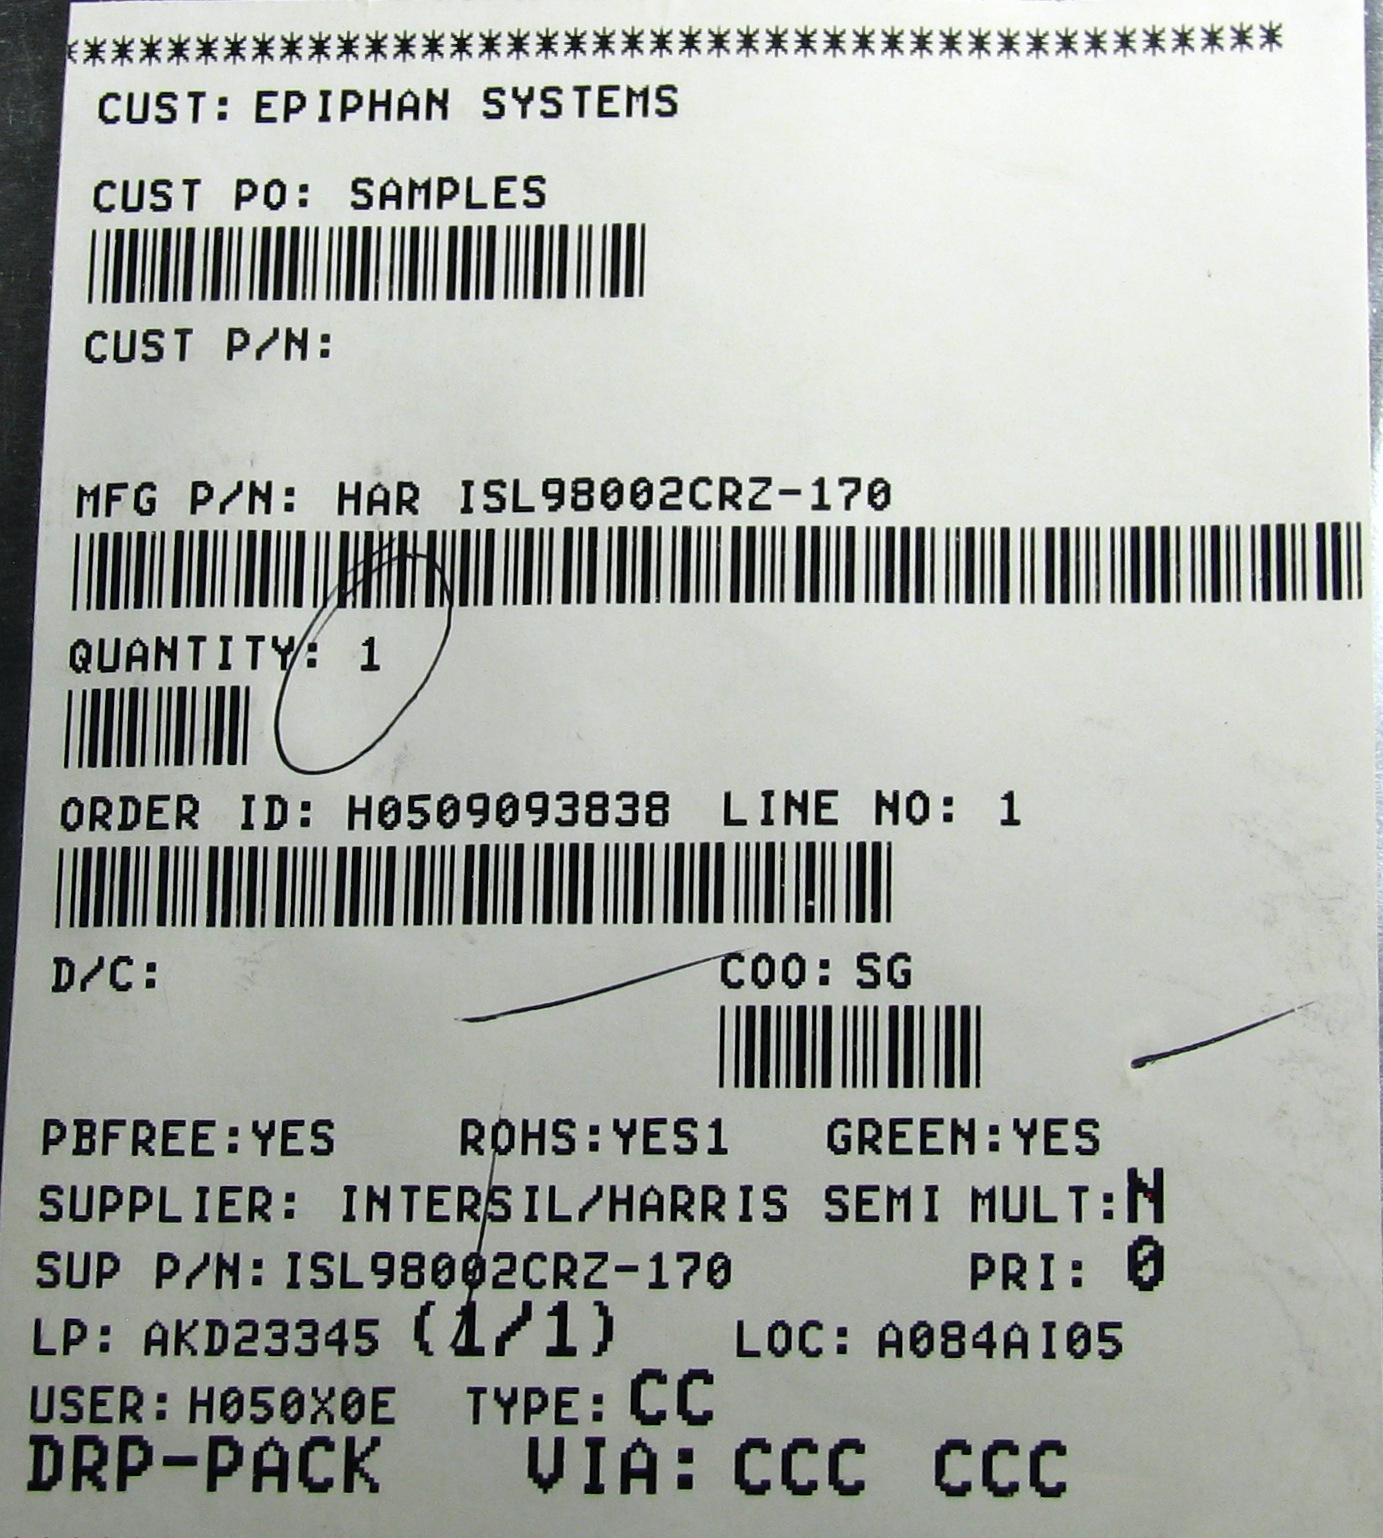 *******************************************
CUST: EPIPHAN SYSTEMS
CUST PO: SAMPLES
CUST P/N:
MFG P/N: HAR ISL98002CRZ-170
QUANTITY: 1
ORDER ID: H0509093838 LINE NO: 1
D/C: COO: SG
PBFREE:YES ROHS:YES1 GREEN:YES
SUPPLIER: INTERSIL/HARRIS SEMI MULT:N
SUP P/N:ISL98002CRZ-170 PRI: 0
LP: AKD23345 (1/1) LOC: A084AI05
USER:H050X0E TYPE:CC
DRP-PACK VIA: CCC CCC